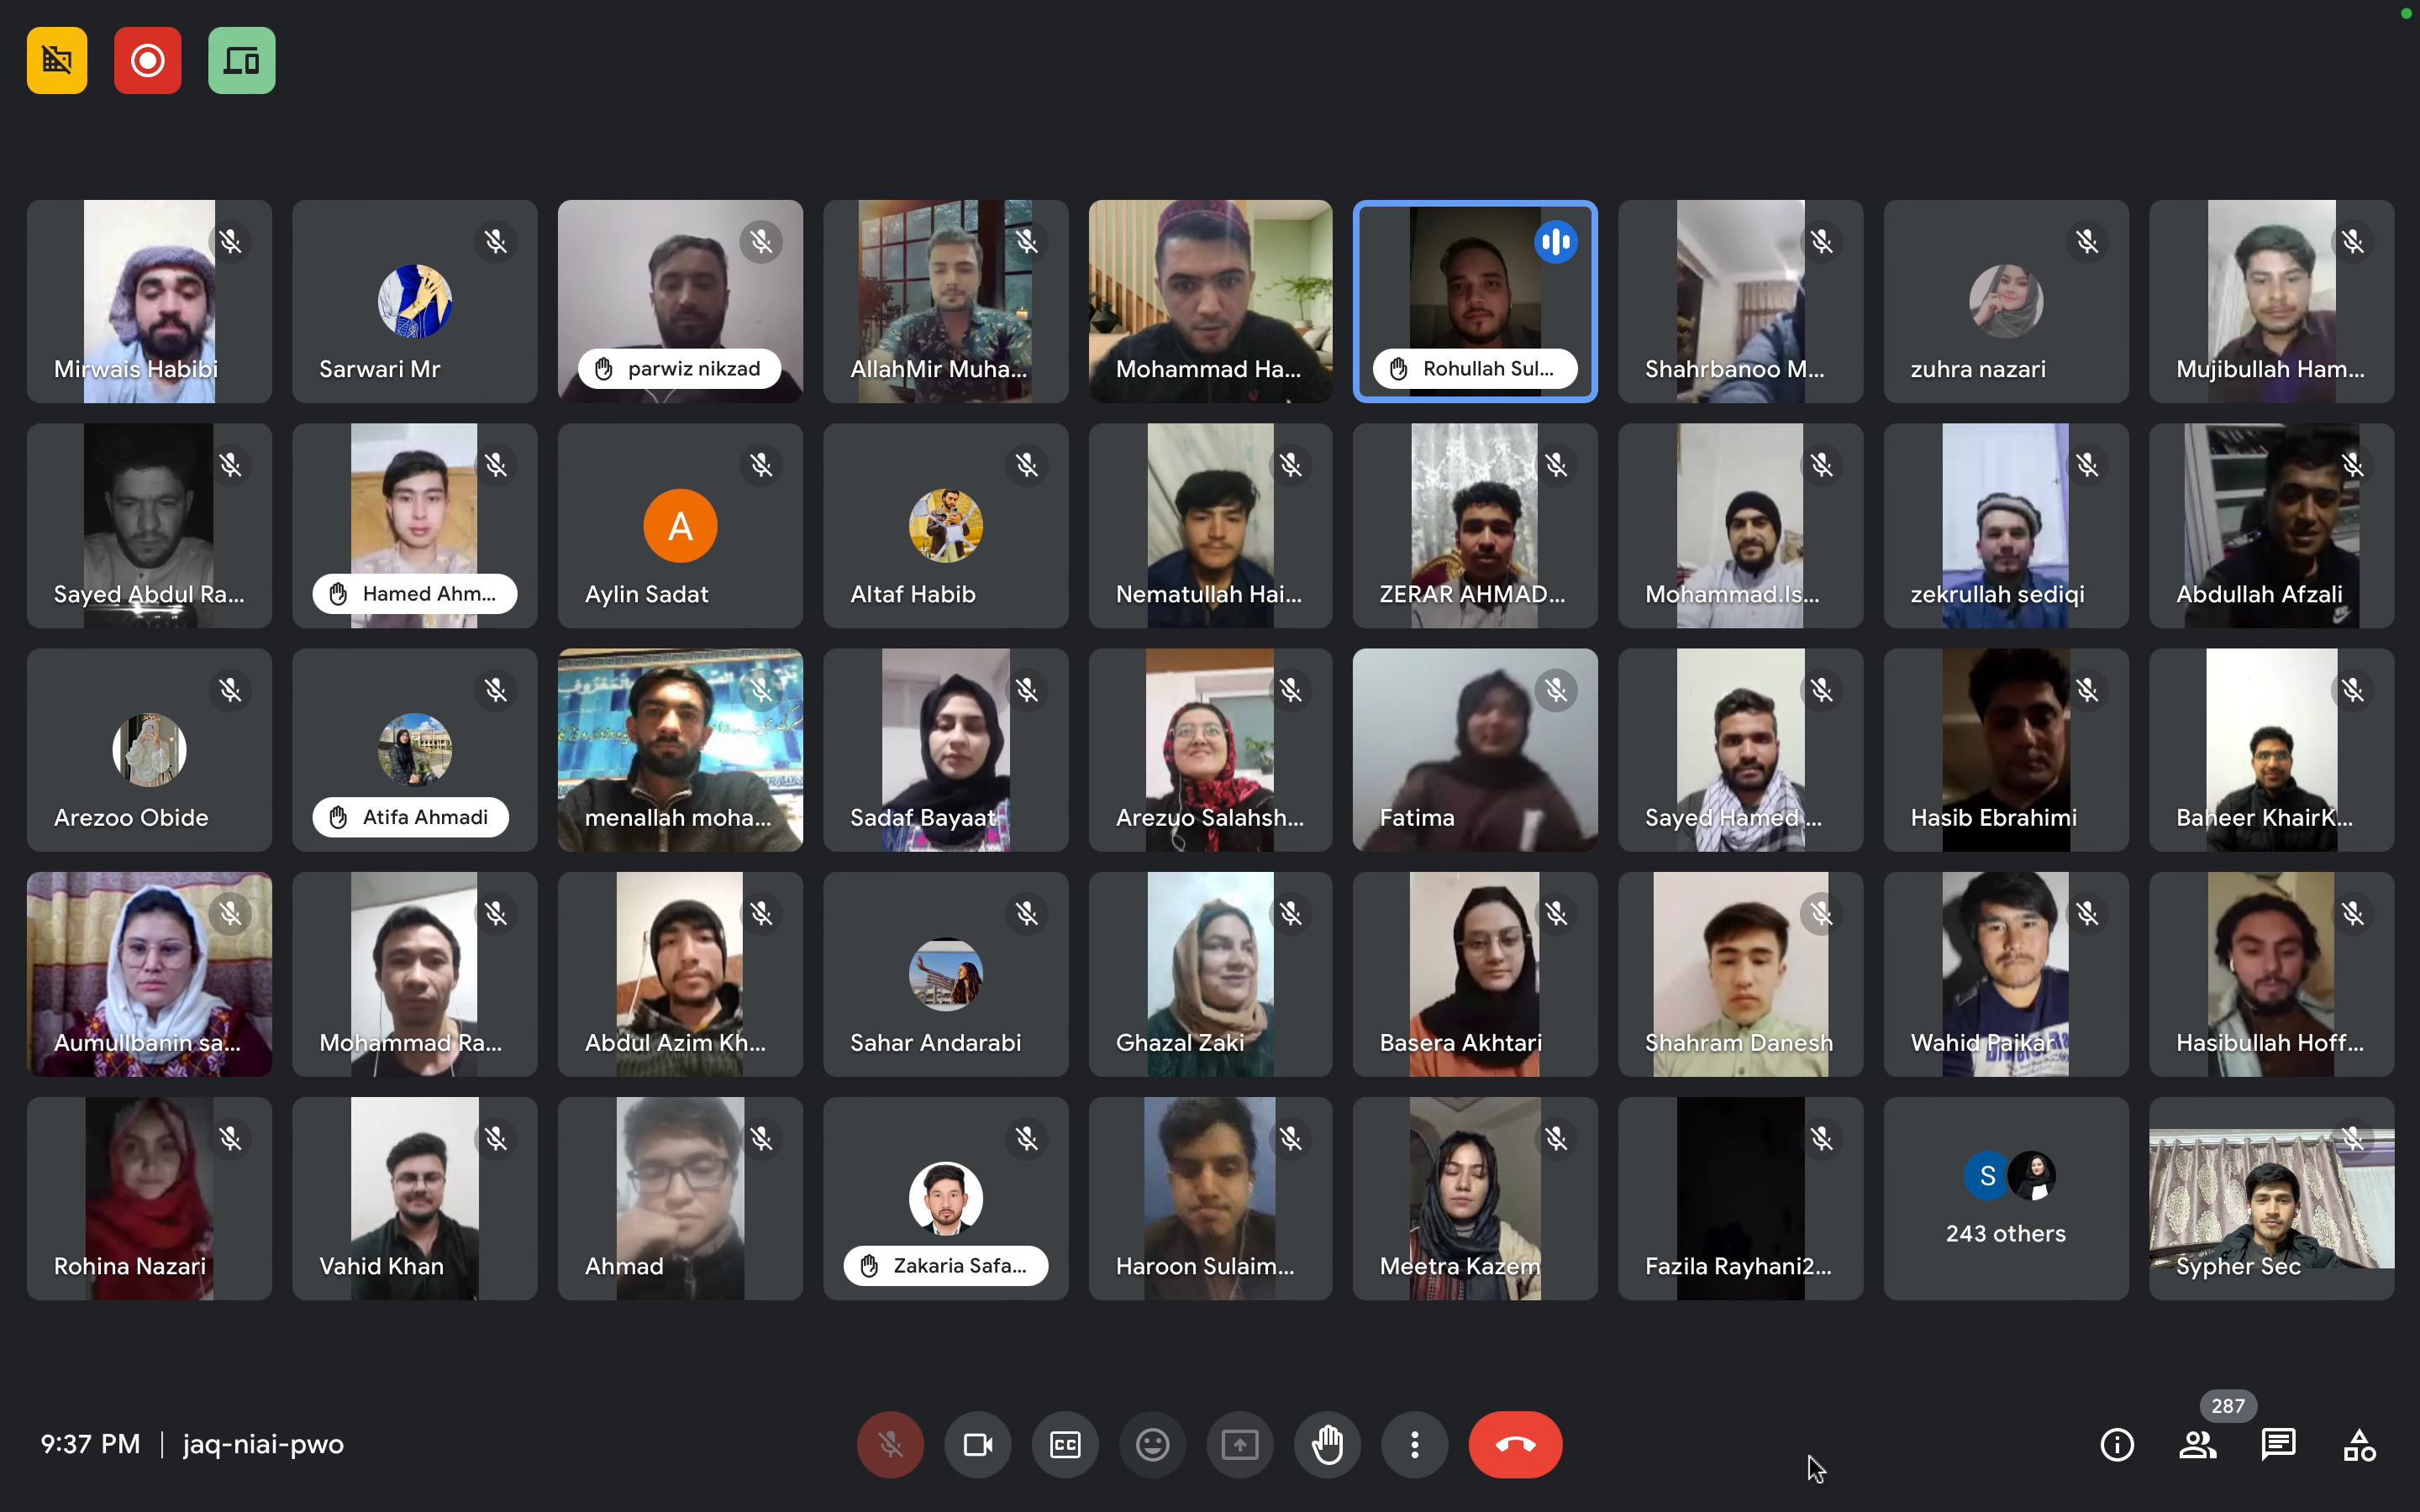 Mirwais Habibi
Sarwari Mr
parwiz nikzad
AllahMir Muha...
Mohammad Ha...
Rohullah Sul...
Shahrbanoo M...
zuhra nazari
Mujibullah Ham...
Sayed Abdul Ra...
Hamed Ahm...
A
Aylin Sadat
Altaf Habib
Nematullah Hai...
ZERAR AHMAD...
Mohammad.Is...
zekrullah sediqi
Abdullah Afzali
Arezoo Obide
Atifa Ahmadi
menallah moha...
Sadaf Bayaat
Arezuo Salahsh...
Fatima
Sayed Hamed ...
Hasib Ebrahimi
Baheer KhairK...
Aumullbanin sa...
Mohammad Ra...
Abdul Azim Kh...
Sahar Andarabi
Ghazal Zaki
Basera Akhtari
Shahram Danesh
Wahid Paikar
Hasibullah Hoff...
Rohina Nazari
Vahid Khan
Ahmad
Zakaria Safa...
Haroon Sulaim...
Meetra Kazem
Fazila Rayhani2...
S
243 others
Sypher Sec
287
9:37 PM | jaq-niai-pwo
CC